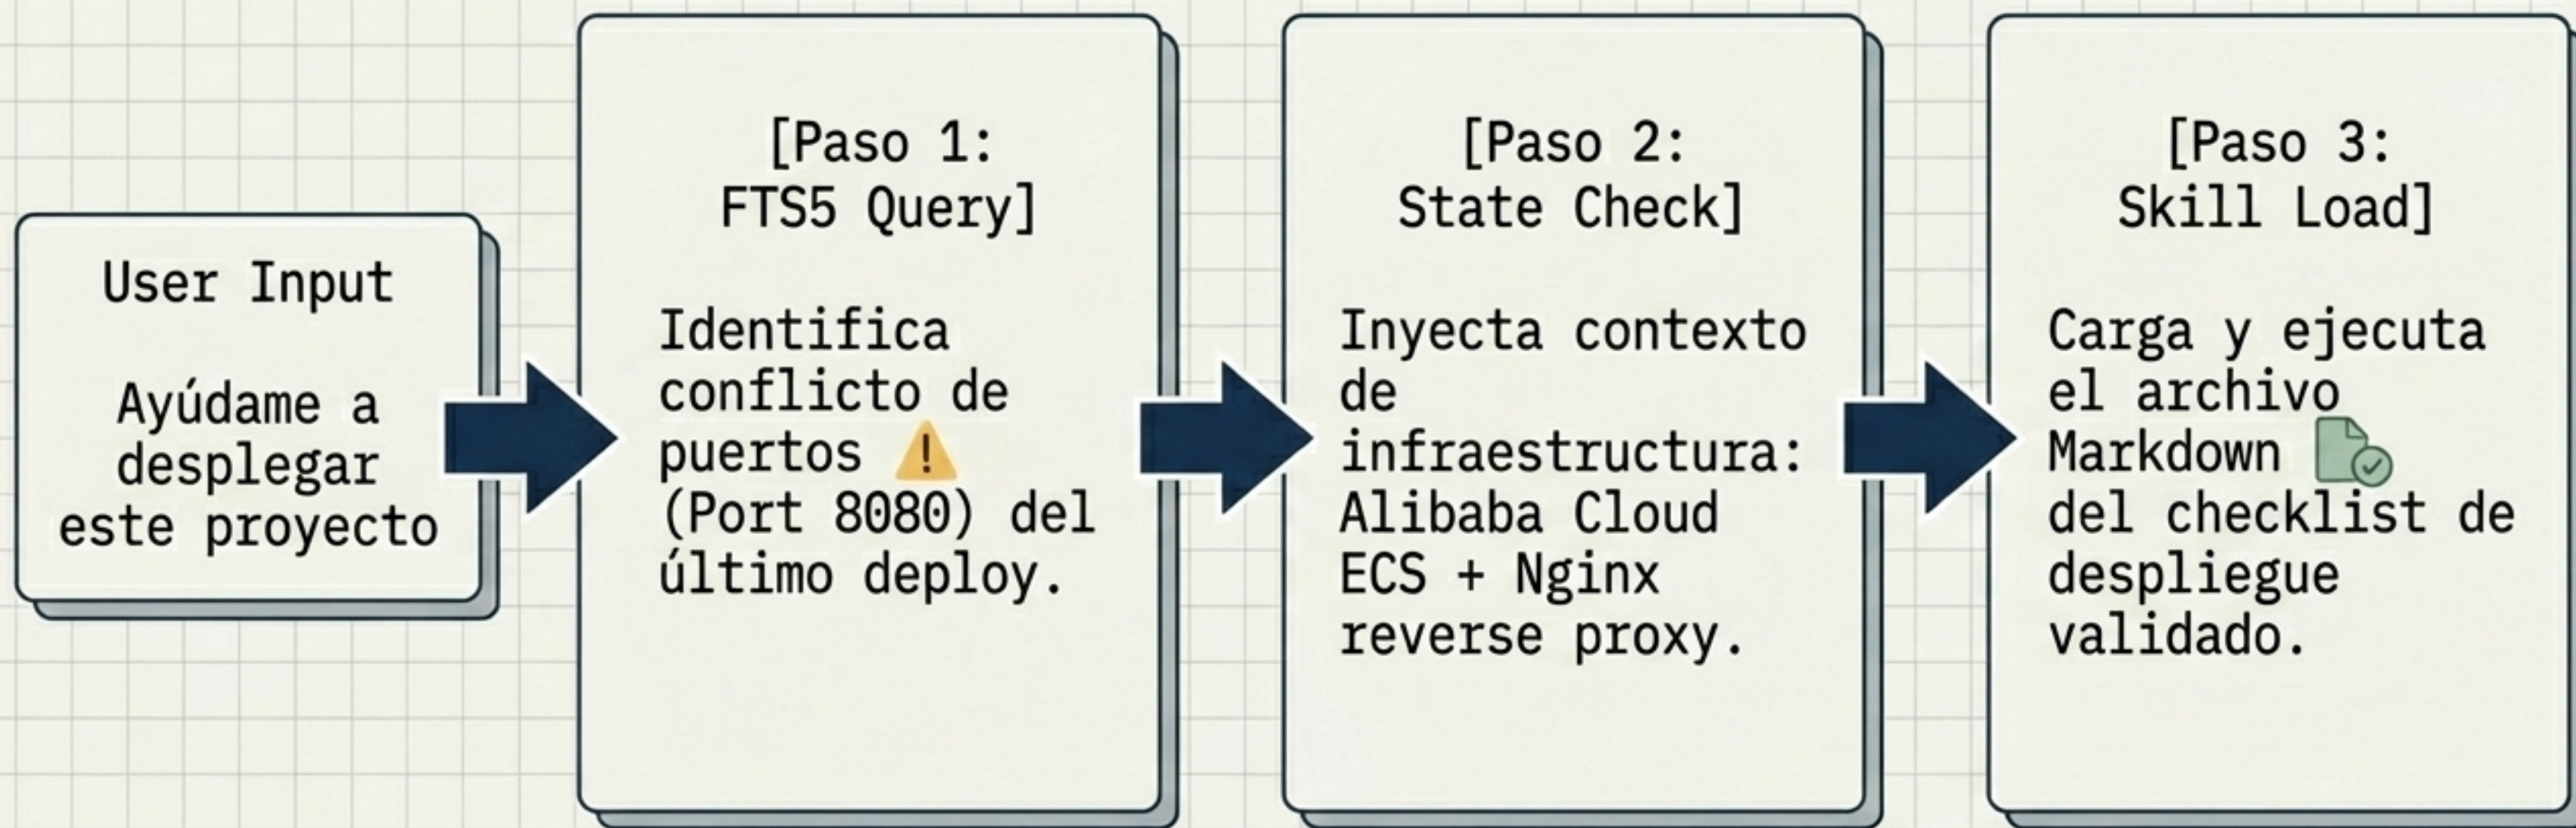 User Input
Ayúdame a
desplegar
este proyecto
[Paso 1:
FTS5 Query]
Identifica
conflicto de
puertos
(Port 8080) del
último deploy.
[Paso 2:
State Check]
Inyecta contexto
de
infraestructura:
Alibaba Cloud
ECS + Nginx
reverse proxy.
[Paso 3:
Skill Load]
Carga y ejecuta
el archivo
Markdown
del checklist de
despliegue
validado.